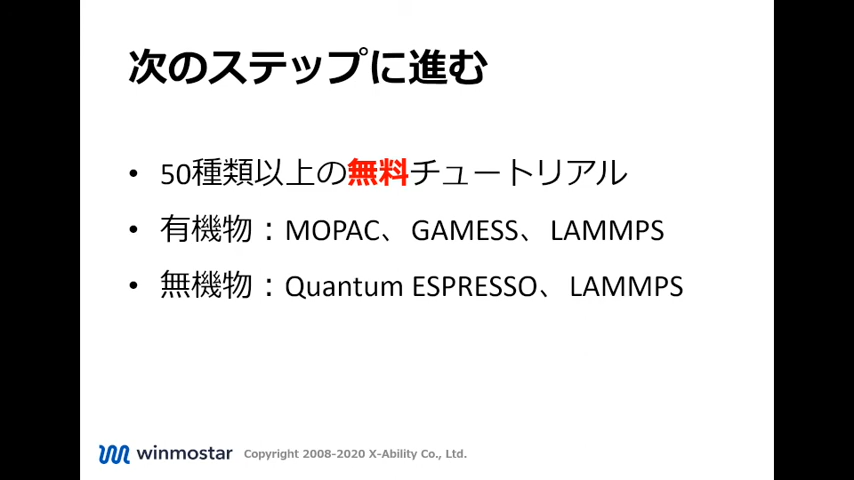 次のステップに進む
• 50種類以上の無料チュートリアル
• 有機物：MOPAC、GAMESS、LAMMPS
• 無機物：Quantum ESPRESSO、LAMMPS
winmostar Copyright 2008-2020 X-Ability Co., Ltd.